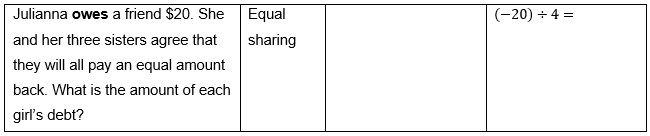 Julianna owes a friend $20. She
and her three sisters agree that
they will all pay an equal amount
back. What is the amount of each
girl's debt?
Equal
sharing
(−20) ÷ 4 =